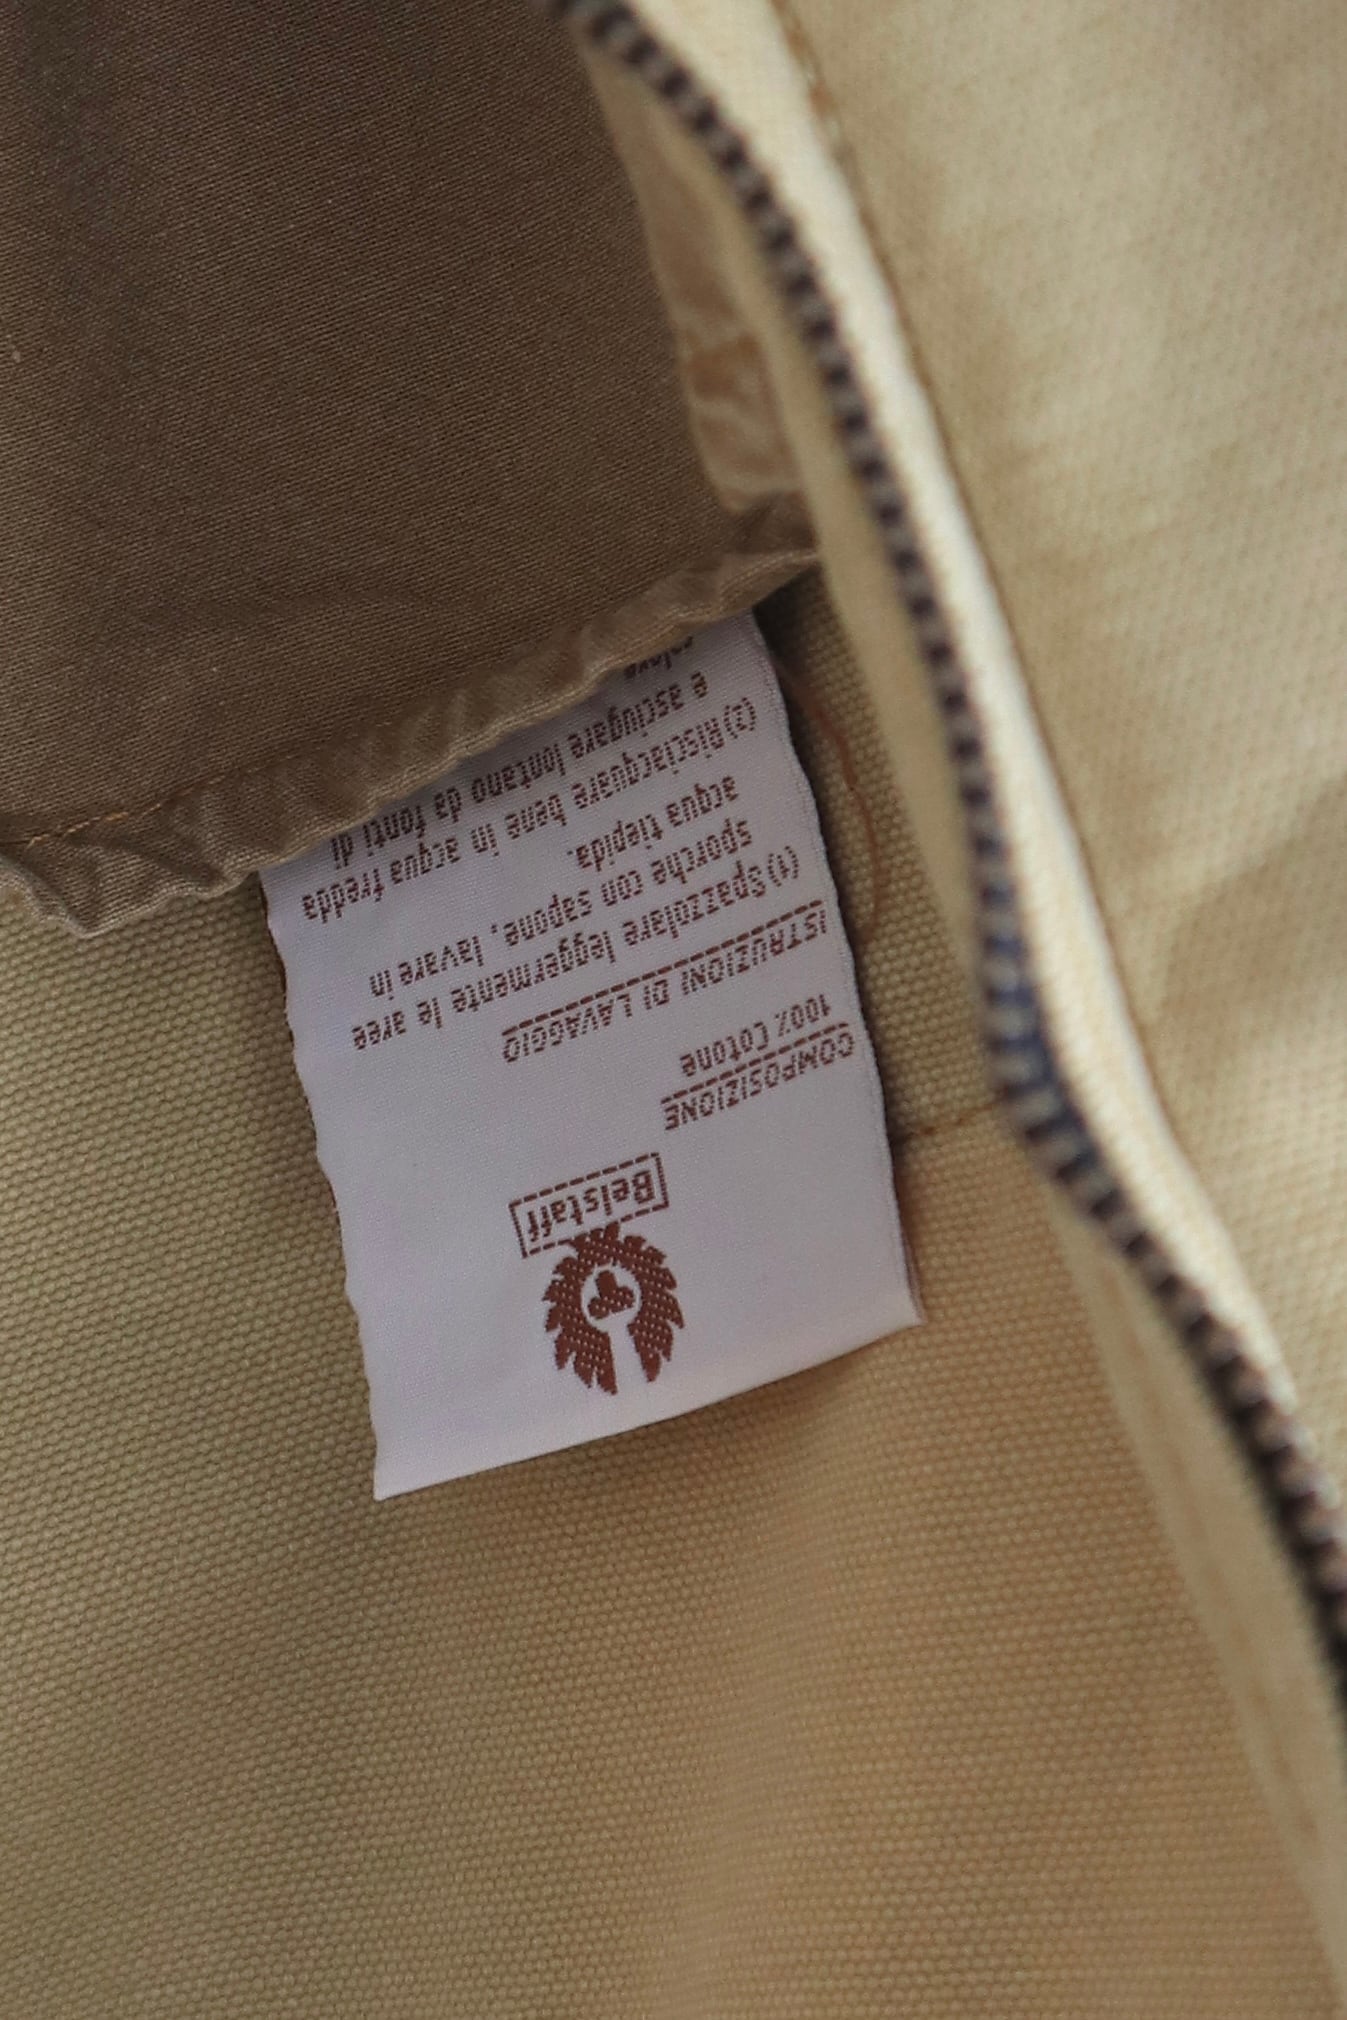 Belstaff
COMPOSIZIONE
100% Cotone
ISTRUZIONI DI LAVAGGIO
(1) Spazzolare leggermente le aree
sporche con sapone, lavare in
acqua tiepida.
(2) Risciacquare bene in acqua fredda
e asciugare lontano da fonti di
calore